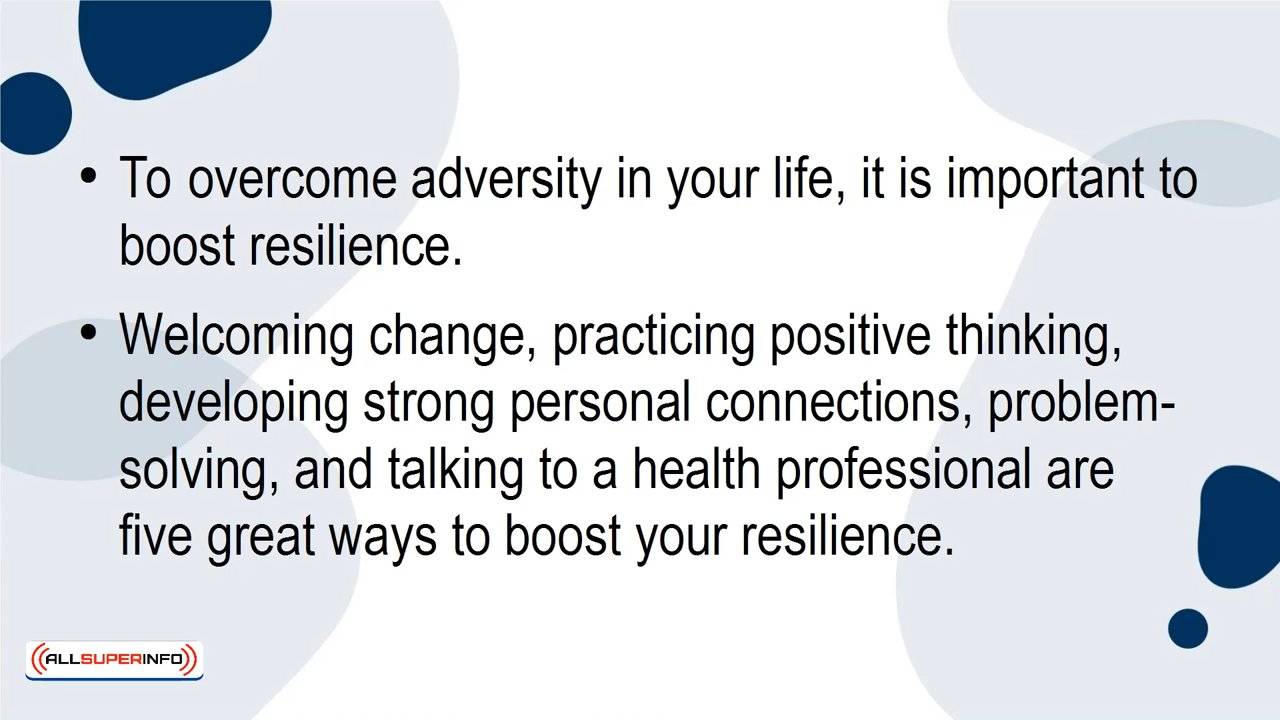 • To overcome adversity in your life, it is important to
boost resilience.
• Welcoming change, practicing positive thinking,
developing strong personal connections, problem-
solving, and talking to a health professional are
five great ways to boost your resilience.
ALLSUPERINFO